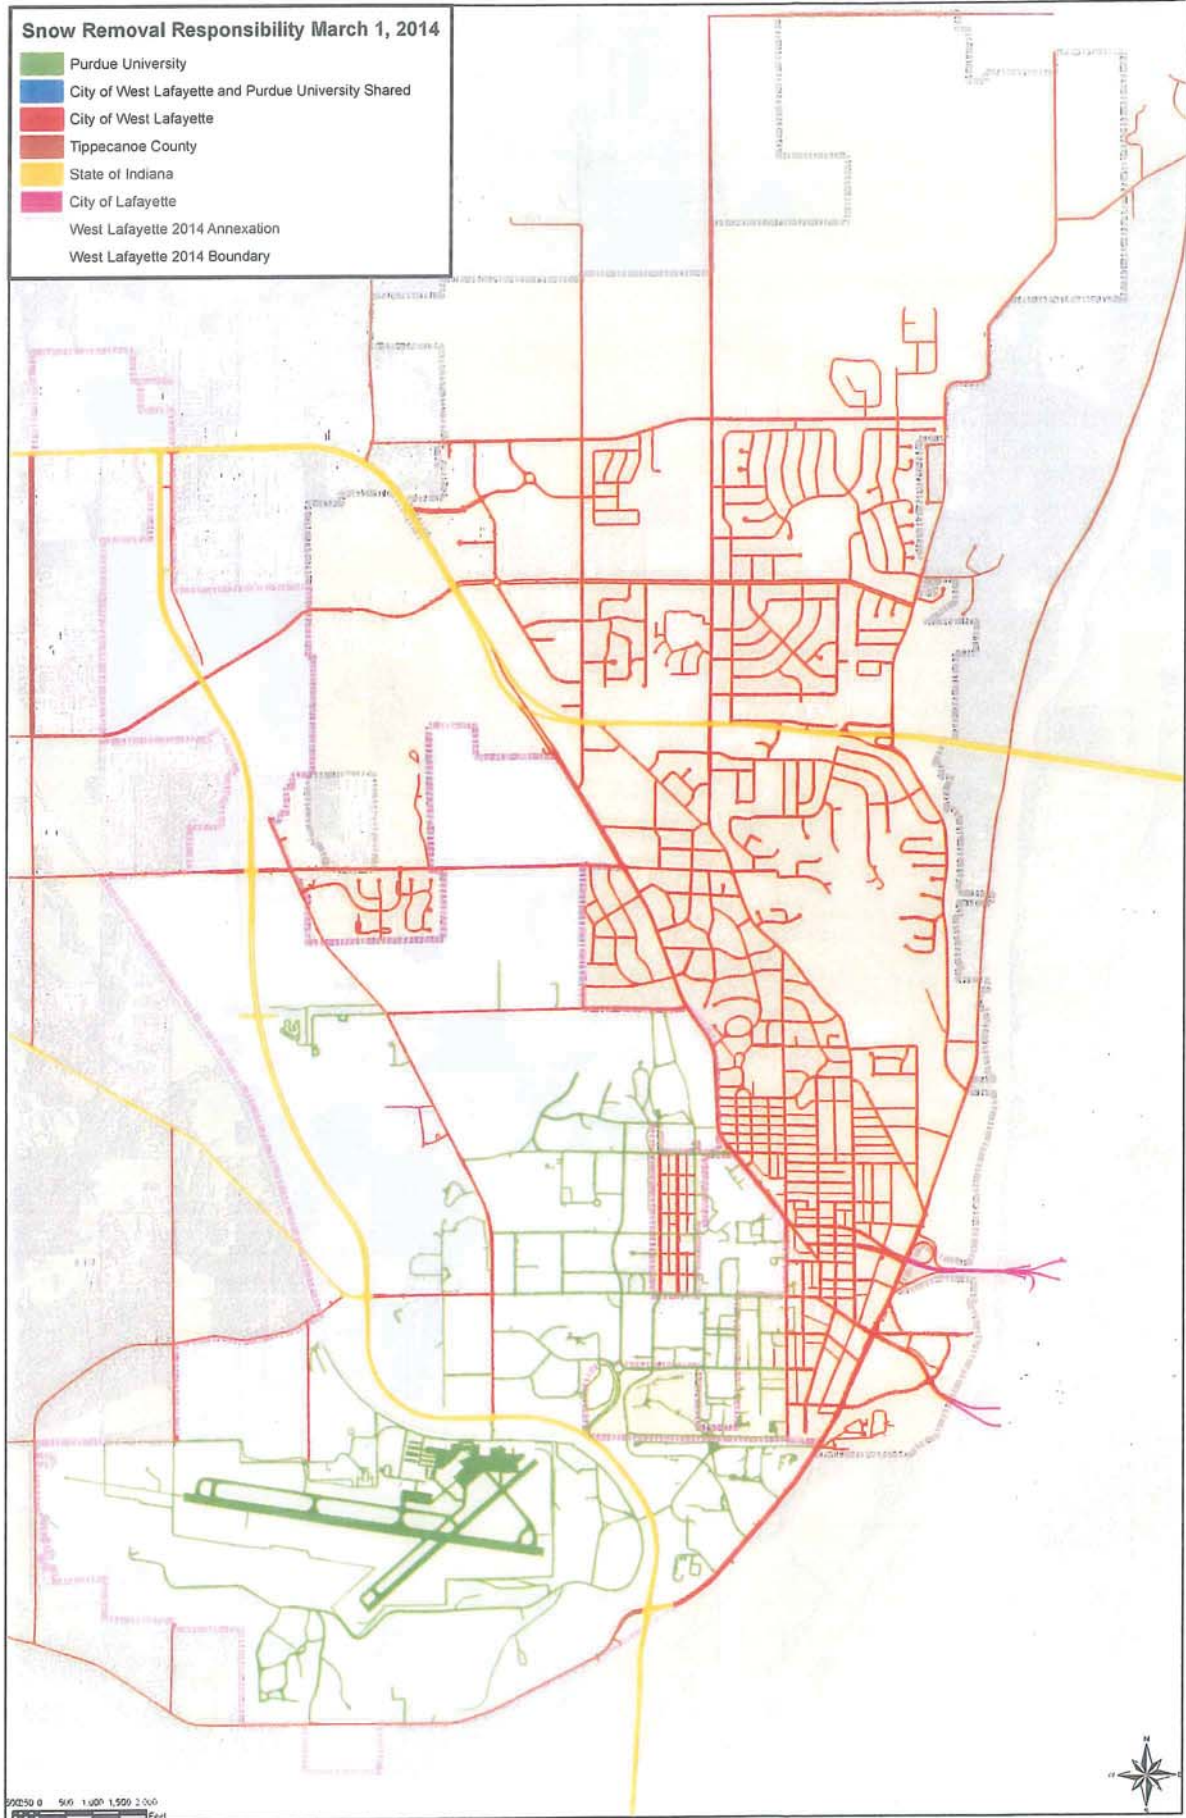 Snow Removal Responsibility March 1, 2014
Purdue University
City of West Lafayette and Purdue University Shared
City of West Lafayette
Tippecanoe County
State of Indiana
City of Lafayette
West Lafayette 2014 Annexation
West Lafayette 2014 Boundary
N
0 500 1,000 1,500 2,000
Feet